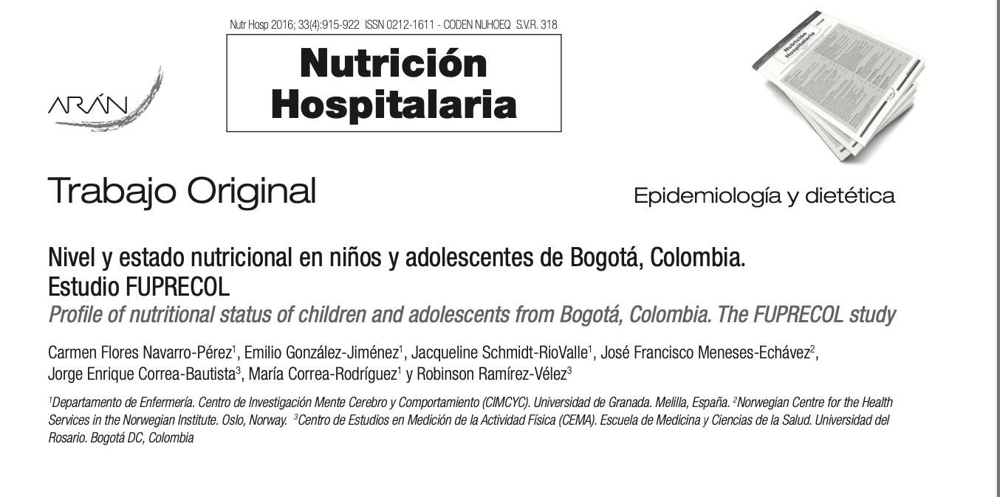 Nutr Hosp 2016; 33(4):915-922 ISSN 0212-1611 - CODEN NUHOEQ S.V.R. 318
Nutrición
Hospitalaria
ARÁN
Nutrición
Hospitalaria
Trabajo Original
Epidemiología y dietética
Nivel y estado nutricional en niños y adolescentes de Bogotá, Colombia.
Estudio FUPRECOL
Profile of nutritional status of children and adolescents from Bogotá, Colombia. The FUPRECOL study
Carmen Flores Navarro-Pérez¹, Emilio González-Jiménez¹, Jacqueline Schmidt-RioValle¹, José Francisco Meneses-Echávez²,
Jorge Enrique Correa-Bautista³, María Correa-Rodríguez¹ y Robinson Ramírez-Vélez³
¹Departamento de Enfermería. Centro de Investigación Mente Cerebro y Comportamiento (CIMCYC). Universidad de Granada. Melilla, España. ²Norwegian Centre for the Health
Services in the Norwegian Institute. Oslo, Norway. ³Centro de Estudios en Medición de la Actividad Física (CEMA). Escuela de Medicina y Ciencias de la Salud. Universidad del
Rosario. Bogotá DC, Colombia